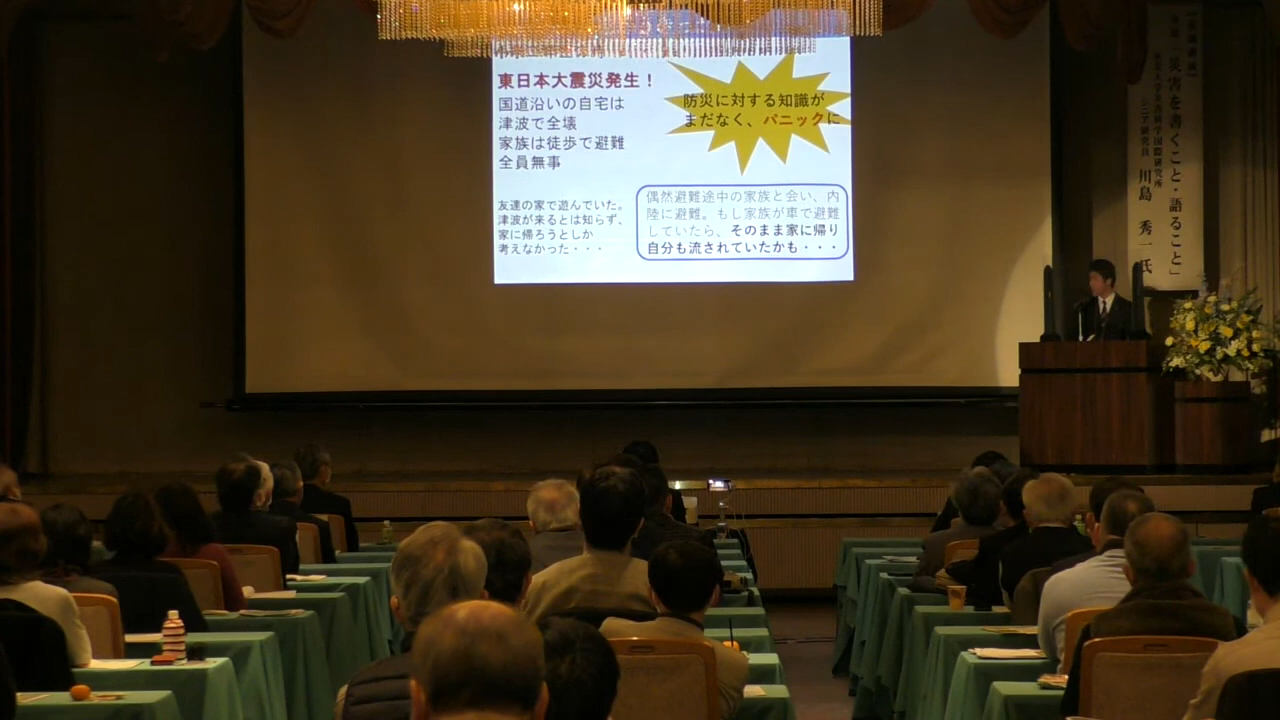 東日本大震災発生！
国道沿いの自宅は
津波で全壊
家族は徒歩で避難
全員無事
防災に対する知識が
まだなく、パニックに
友達の家で遊んでいた。
津波が来るとは知らず、
家に帰ろうとしか
考えなかった・・・
偶然避難途中の家族と会い、内
陸に避難。もし家族が車で避難
していたら、そのまま家に帰り
自分も流されていたかも・・・
「災害を書くこと・語ること」
シニア研究員 川島 秀一 氏